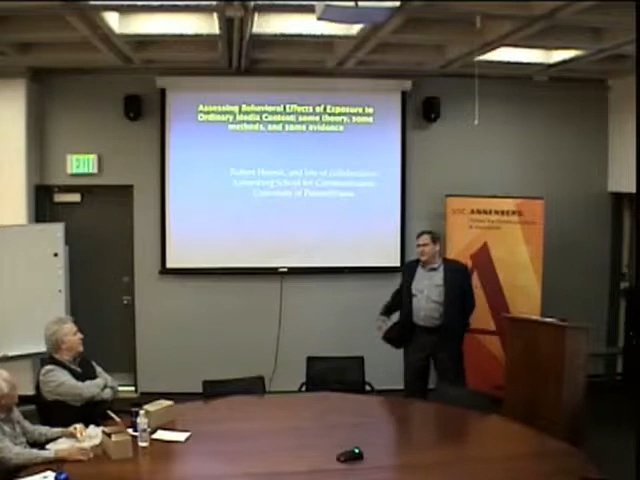 Assessing Behavioral Effects of Exposure to
Ordinary Media Content: some theory, some
methods, and some evidence
Robert Hornik, and lots of collaborators
Annenberg School for Communication
University of Pennsylvania
EXIT
USC ANNENBERG